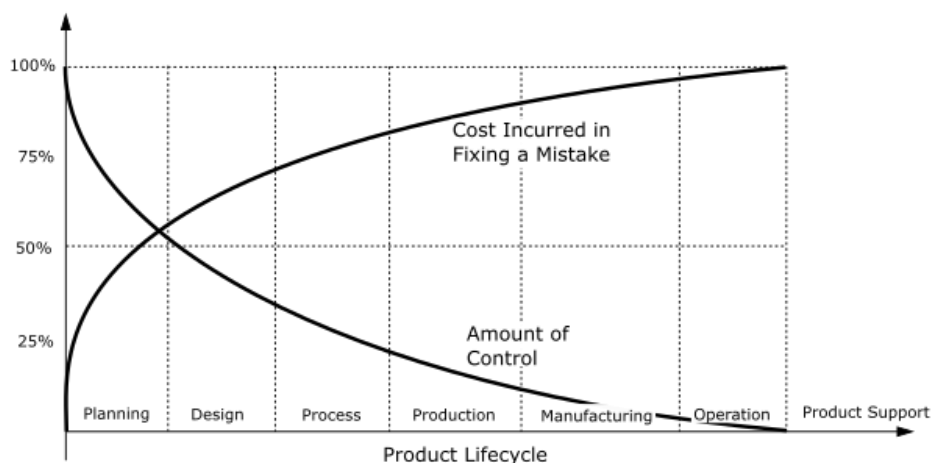 100%
Cost Incurred in
Fixing a Mistake
75%
50%
25%
Amount of
Control
Planning Design Process Production Manufacturing Operation Product Support
Product Lifecycle